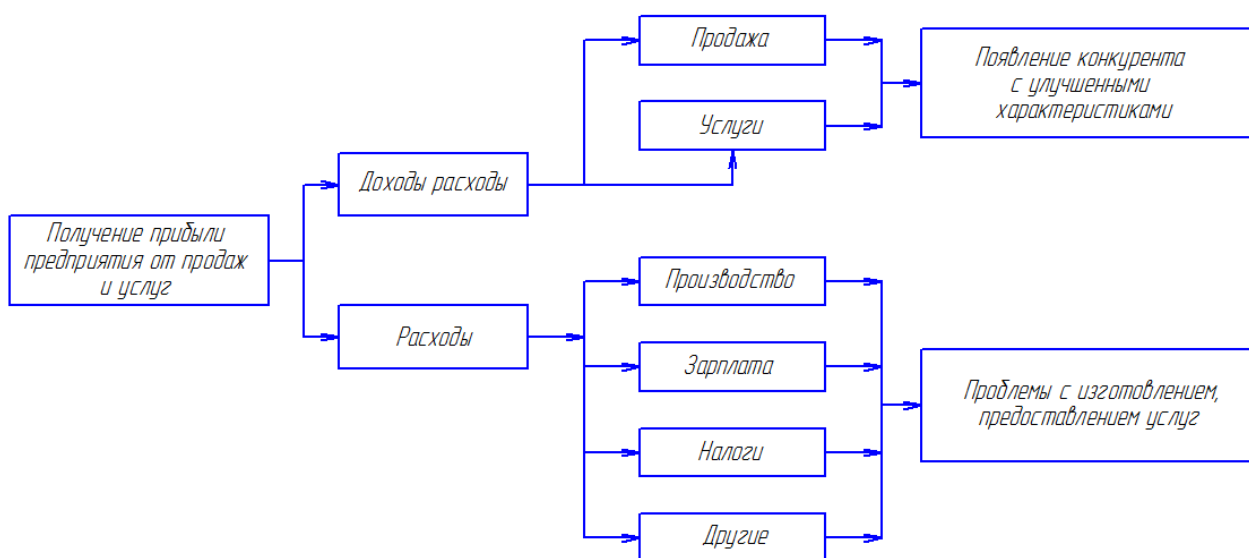 Получение прибыли
предприятия от продаж
и услуг
Доходы расходы
Расходы
Продажа
Услуги
Производство
Зарплата
Налоги
Другие
Появление конкурента
с улучшенными
характеристиками
Проблемы с изготовлением,
предоставлением услуг